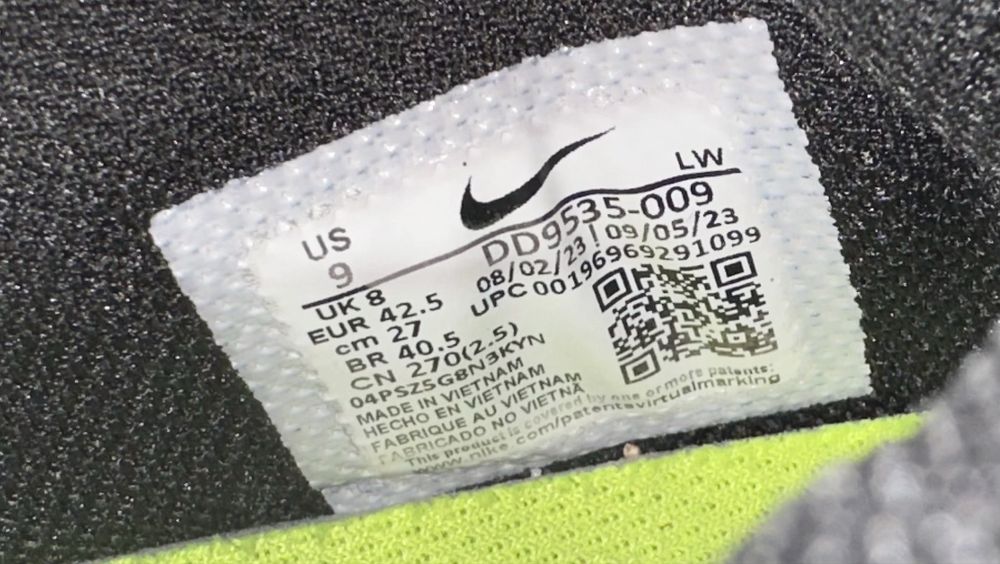 US
9
LW
DD9535-009
08/02/23 | 09/05/23
UPC 00196969291099
UK 8
EUR 42.5
cm 27
BR 40.5
CN 270(2.5)
04PSZ5G8N3KYN
MADE IN VIETNAM
HECHO EN VIETNAM
FABRIQUE AU VIETNAM
FABRICADO NO VIETNÃ
This product is covered by one or more patents:
www.nike.com/patentsvirtualmarking